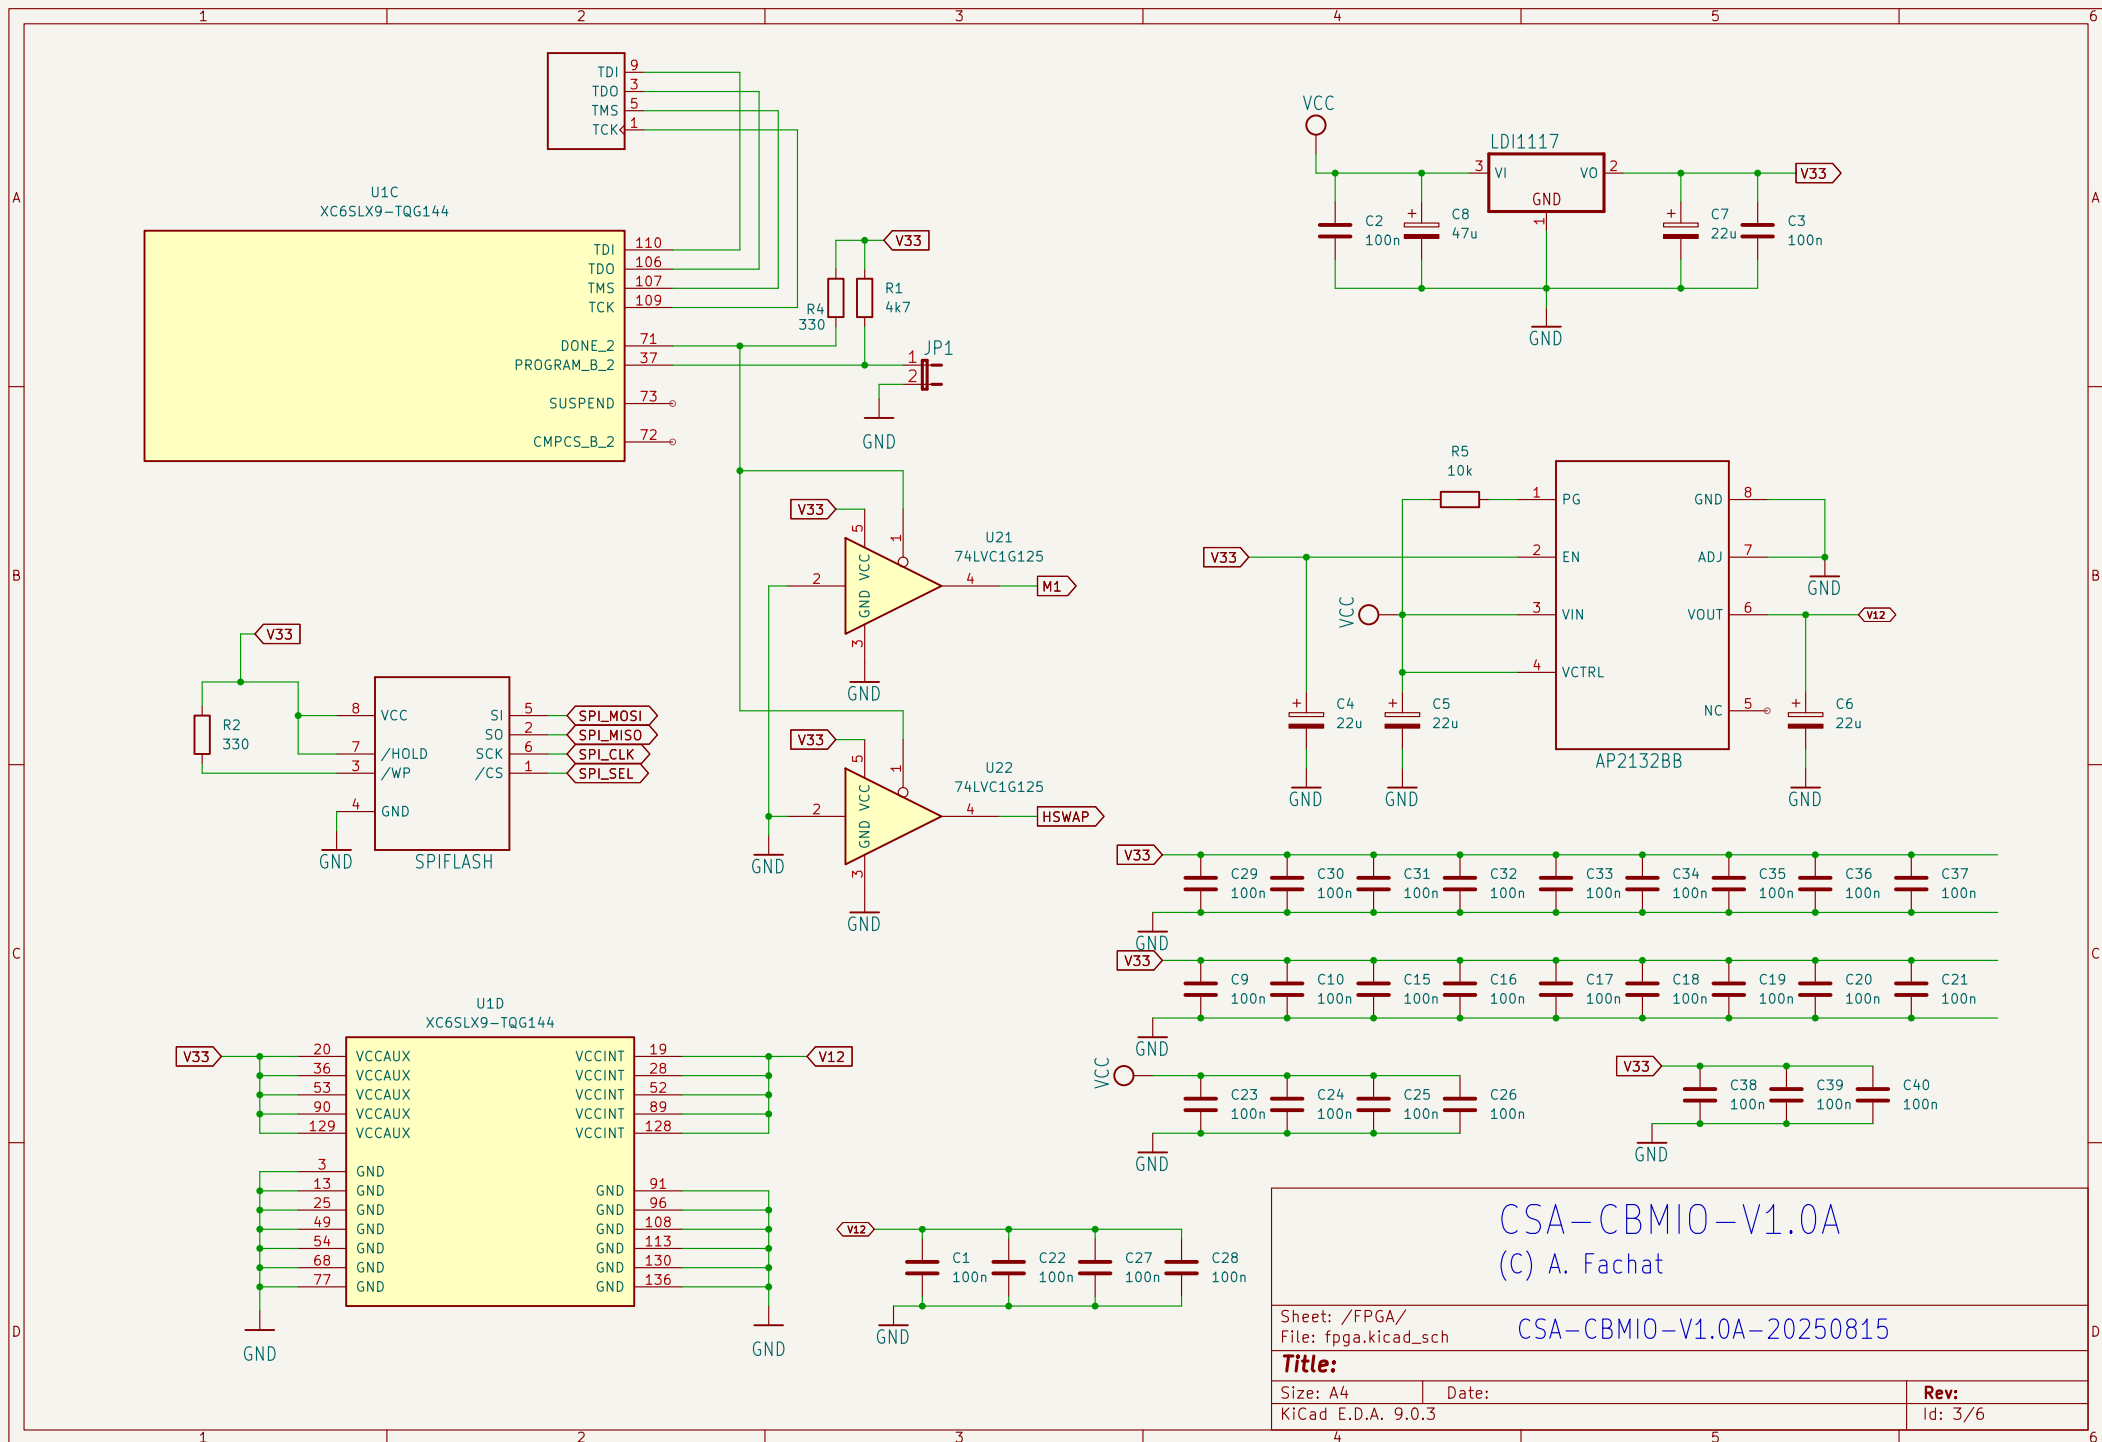 1 2 3 4 5 6
TDI 9
TDO 3
TMS 5
TCK 1
U1C
XC6SLX9-TQG144
TDI 110
TDO 106
TMS 107
TCK 109
DONE_2 71
PROGRAM_B_2 37
SUSPEND 73
CMPCS_B_2 72
V33
R4
330
R1
4k7
JP1
1
2
GND
VCC
LDI1117
3 VI VO 2
GND
1
V33
C2
100n
C8
47u
C7
22u
C3
100n
+
+
GND
A
A
V33
5
1
U21
74LVC1G125
2 VCC GND 4
M1
3
GND
V33
5
1
U22
74LVC1G125
2 VCC GND 4
HSWAP
3
GND
GND
R5
10k
1 PG GND 8
V33
2 EN ADJ 7
GND
VCC
3 VIN VOUT 6
V12
4 VCTRL
NC 5
AP2132BB
+
C4
22u
+
C5
22u
+
C6
22u
GND
GND
GND
B
B
V33
R2
330
8 VCC SI 5 SPI_MOSI
SO 2 SPI_MISO
7 /HOLD SCK 6 SPI_CLK
3 /WP /CS 1 SPI_SEL
4 GND
GND
SPIFLASH
V33
C29 C30 C31 C32 C33 C34 C35 C36 C37
100n 100n 100n 100n 100n 100n 100n 100n 100n
GND
V33
C9 C10 C15 C16 C17 C18 C19 C20 C21
100n 100n 100n 100n 100n 100n 100n 100n 100n
GND
C
C
VCC
C23 C24 C25 C26
100n 100n 100n 100n
GND
V33
C38 C39 C40
100n 100n 100n
GND
U1D
XC6SLX9-TQG144
V33 20 VCCAUX VCCINT 19 V12
36 VCCAUX VCCINT 28
53 VCCAUX VCCINT 52
90 VCCAUX VCCINT 89
129 VCCAUX VCCINT 128
3 GND
13 GND GND 91
25 GND GND 96
49 GND GND 108
54 GND GND 113
68 GND GND 130
77 GND GND 136
GND
GND
V12
C1 C22 C27 C28
100n 100n 100n 100n
GND
D
D
CSA-CBMIO-V1.0A
(C) A. Fachat
Sheet: /FPGA/
File: fpga.kicad_sch
CSA-CBMIO-V1.0A-20250815
Title:
Size: A4 Date: Rev:
KiCad E.D.A. 9.0.3 Id: 3/6
1 2 3 4 5 6